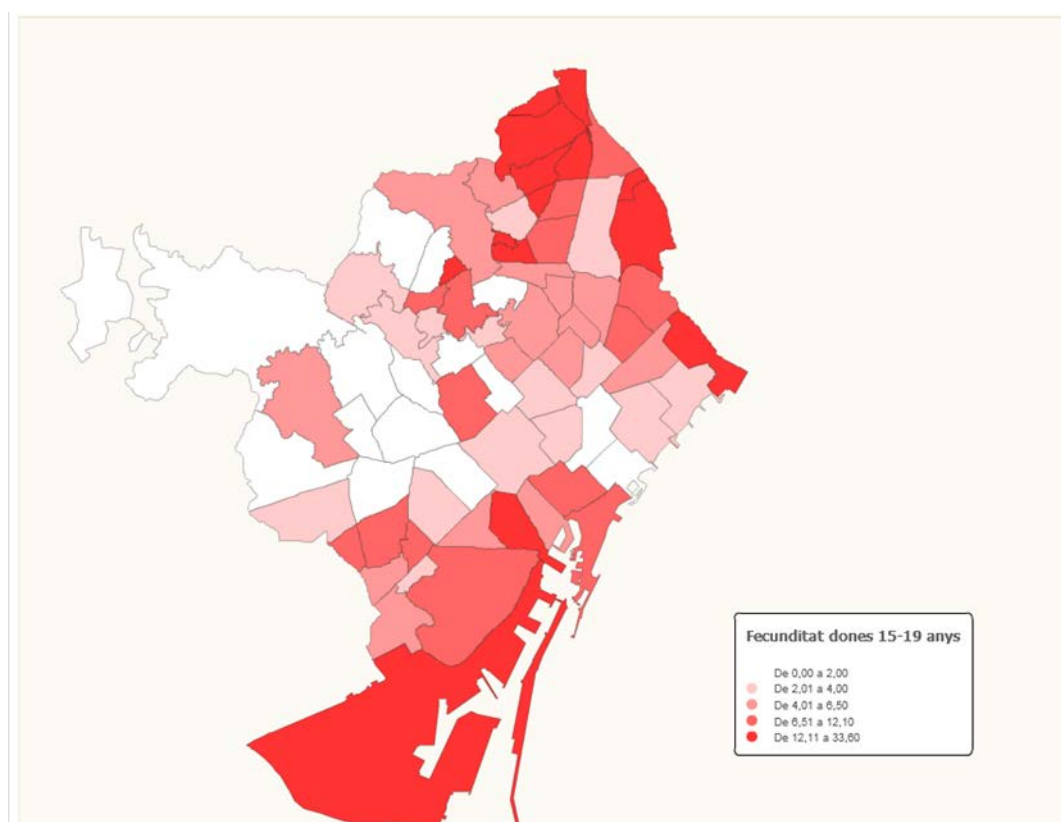 Fecunditat dones 15-19 anys
De 0,00 a 2,00
De 2,01 a 4,00
De 4,01 a 6,50
De 6,51 a 12,10
De 12,11 a 33,60